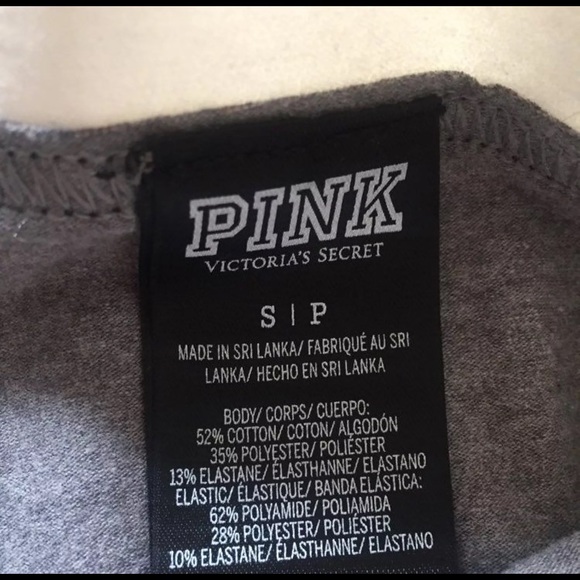 PINK
VICTORIA'S SECRET
S | P
MADE IN SRI LANKA/ FABRIQUÉ AU SRI
LANKA/ HECHO EN SRI LANKA
BODY/ CORPS/ CUERPO:
52% COTTON/ COTON/ ALGODÓN
35% POLYESTER/ POLIÉSTER
13% ELASTANE/ ÉLASTHANNE/ ELASTANO
ELASTIC/ ÉLASTIQUE/ BANDA ELÁSTICA:
62% POLYAMIDE/ POLIAMIDA
28% POLYESTER/ POLIÉSTER
10% ELASTANE/ ÉLASTHANNE/ ELASTANO